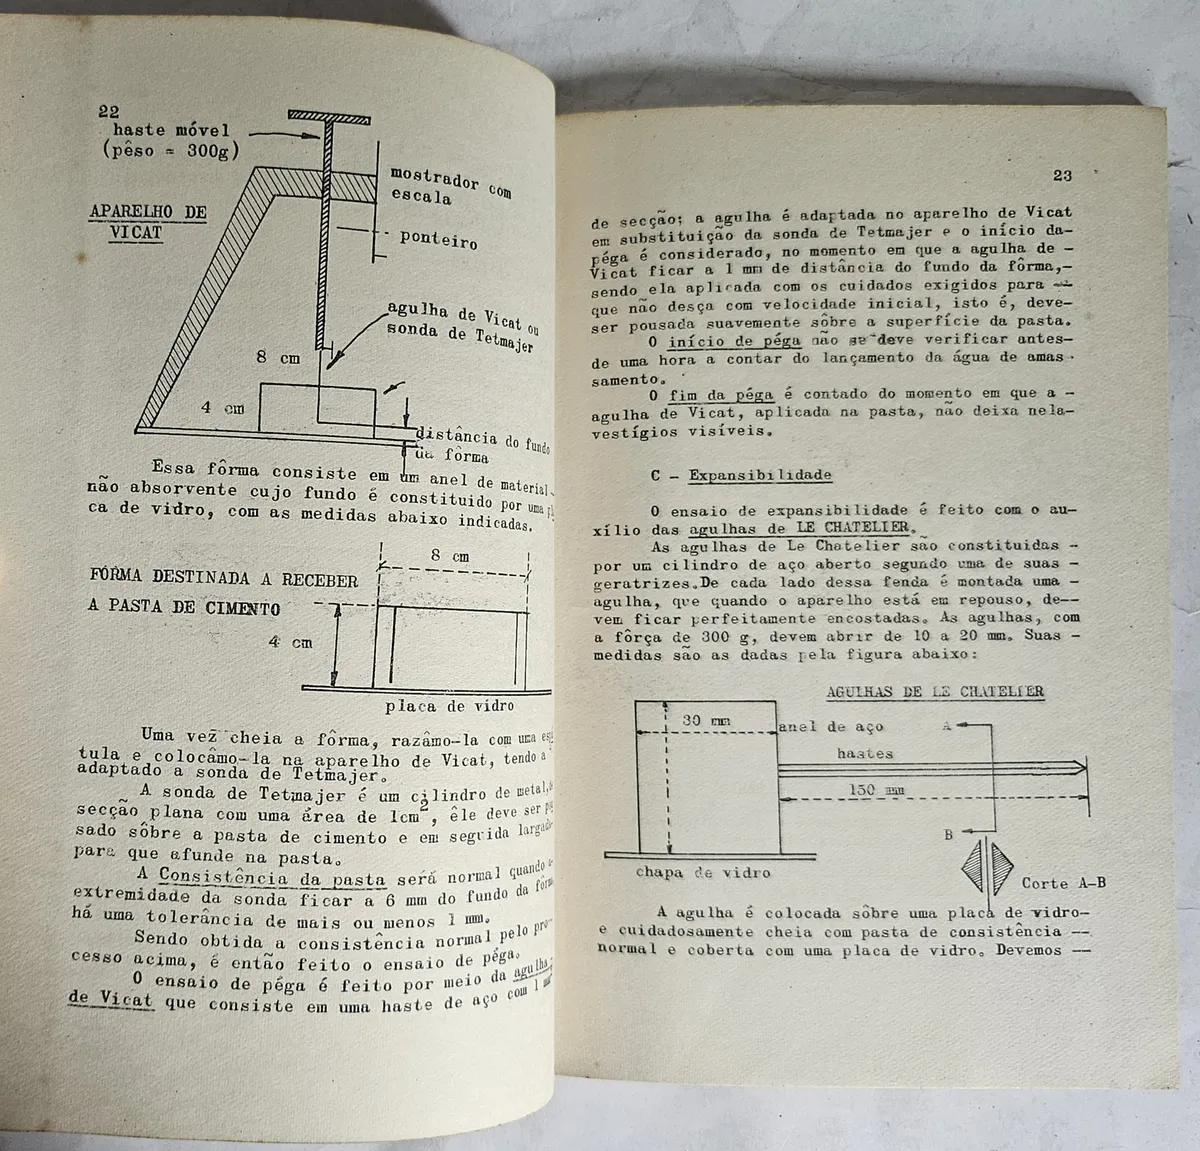 22
haste móvel
(pêso = 300g)
APARELHO DE
VICAT
mostrador com
escala
ponteiro
agulha de Vicat ou
sonda de Tetmajer
8 cm
4 cm
distância do fundo
da fôrma
Essa fôrma consiste em um anel de material
não absorvente cujo fundo é constituido por uma
ca de vidro, com as medidas abaixo indicadas.
8 cm
FÔRMA DESTINADA A RECEBER
A PASTA DE CIMENTO
4 cm
placa de vidro
Uma vez cheia a fôrma, razâmo-la com uma
tula e colocâmo-la na aparelho de Vicat, tendo a
adaptado a sonda de Tetmajer.
A sonda de Tetmajer é um cilindro de metal,
secção plana com uma área de 1cm², êle deve ser
sado sôbre a pasta de cimento e em seguida
para que afunde na pasta.
A Consistência da pasta será normal quando
extremidade da sonda ficar a 6 mm do fundo da
há uma tolerância de mais ou menos 1 mm.
Sendo obtida a consistência normal pelo pro-
cesso acima, é então feito o ensaio de péga.
O ensaio de péga é feito por meio da agulha
de Vicat que consiste em uma haste de aço com 1
23
de secção; a agulha é adaptada no aparelho de Vicat
em substituição da sonda de Tetmajer e o início da-
péga é considerado, no momento em que a agulha de -
Vicat ficar a 1 mm de distância do fundo da fôrma,-
sendo ela aplicada com os cuidados exigidos para -
que não desça com velocidade inicial, isto é, deve-
ser pousada suavemente sôbre a superfície da pasta.
O início de péga não se deve verificar antes-
de uma hora a contar do lançamento da água de amas-
samento.
O fim da péga é contado do momento em que a -
agulha de Vicat, aplicada na pasta, não deixa nela-
vestígios visíveis.
C - Expansibilidade
O ensaio de expansibilidade é feito com o au-
xílio das agulhas de LE CHATELIER.
As agulhas de Le Chatelier são constituidas -
por um cilindro de aço aberto segundo uma de suas -
geratrizes.De cada lado dessa fenda é montada uma -
agulha, que quando o aparelho está em repouso, de--
vem ficar perfeitamente encostadas. As agulhas, com
a fôrça de 300 g, devem abrir de 10 a 20 mm. Suas -
medidas são as dadas pela figura abaixo:
AGULHAS DE LE CHATELIER
30 mm
anel de aço
A
hastes
150 mm
B
chapa de vidro
Corte A-B
A agulha é colocada sôbre uma placa de vidro-
e cuidadosamente cheia com pasta de consistência --
normal e coberta com uma placa de vidro. Devemos --